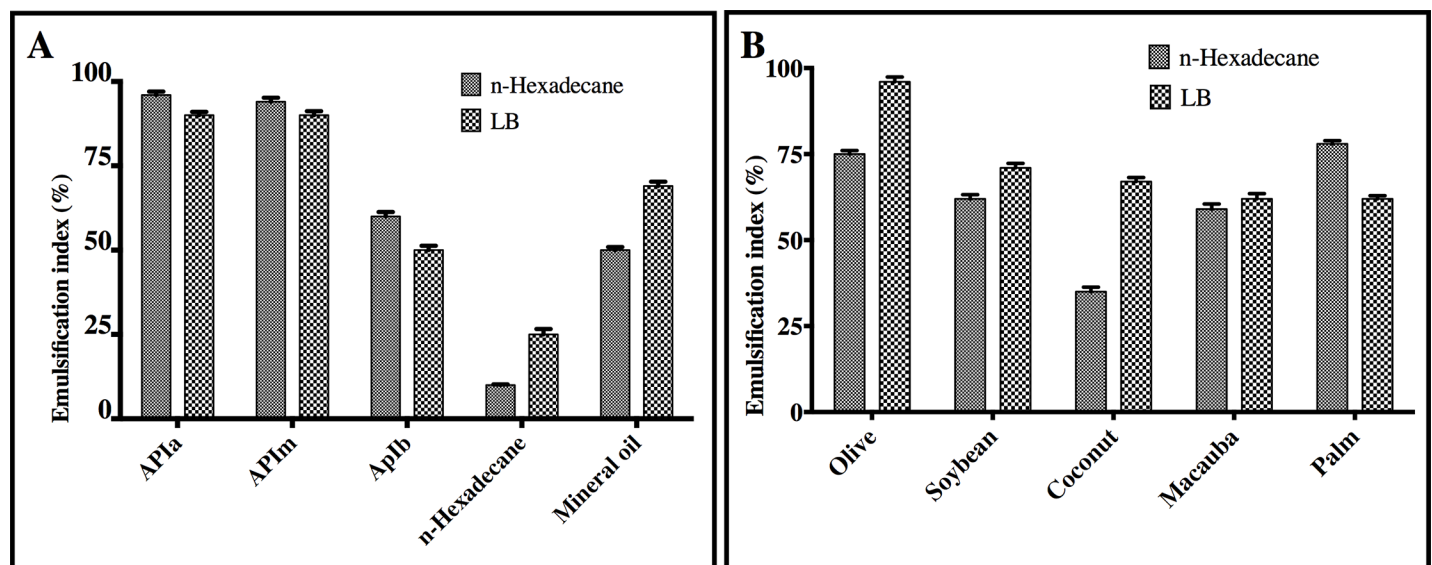 A
n-Hexadecane
LB
Emulsification index (%)
100
75
50
25
0
APIa
APIm
ApIb
n-Hexadecane
Mineral oil
B
n-Hexadecane
LB
Emulsification index (%)
100
75
50
25
0
Olive
Soybean
Coconut
Macauba
Palm